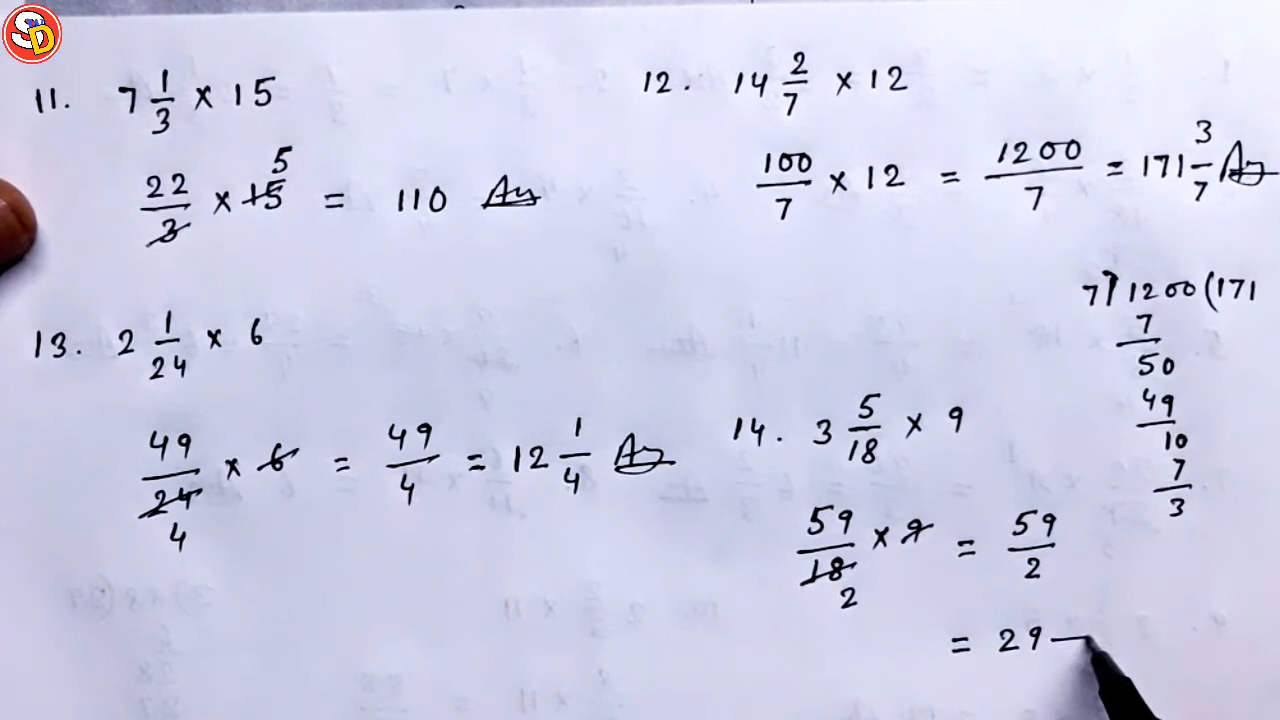 SD
11. 7 1/3 × 15
22/3 × 15 5 = 110 Ans
12. 14 2/7 × 12
100/7 × 12 = 1200/7 = 171 3/7 Ans
7)1200(171
7
50
49
10
7
3
13. 2 1/24 × 6
49/24 4 × 6 = 49/4 = 12 1/4 Ans
14. 3 5/18 × 9
59/18 2 × 9 = 59/2
= 29